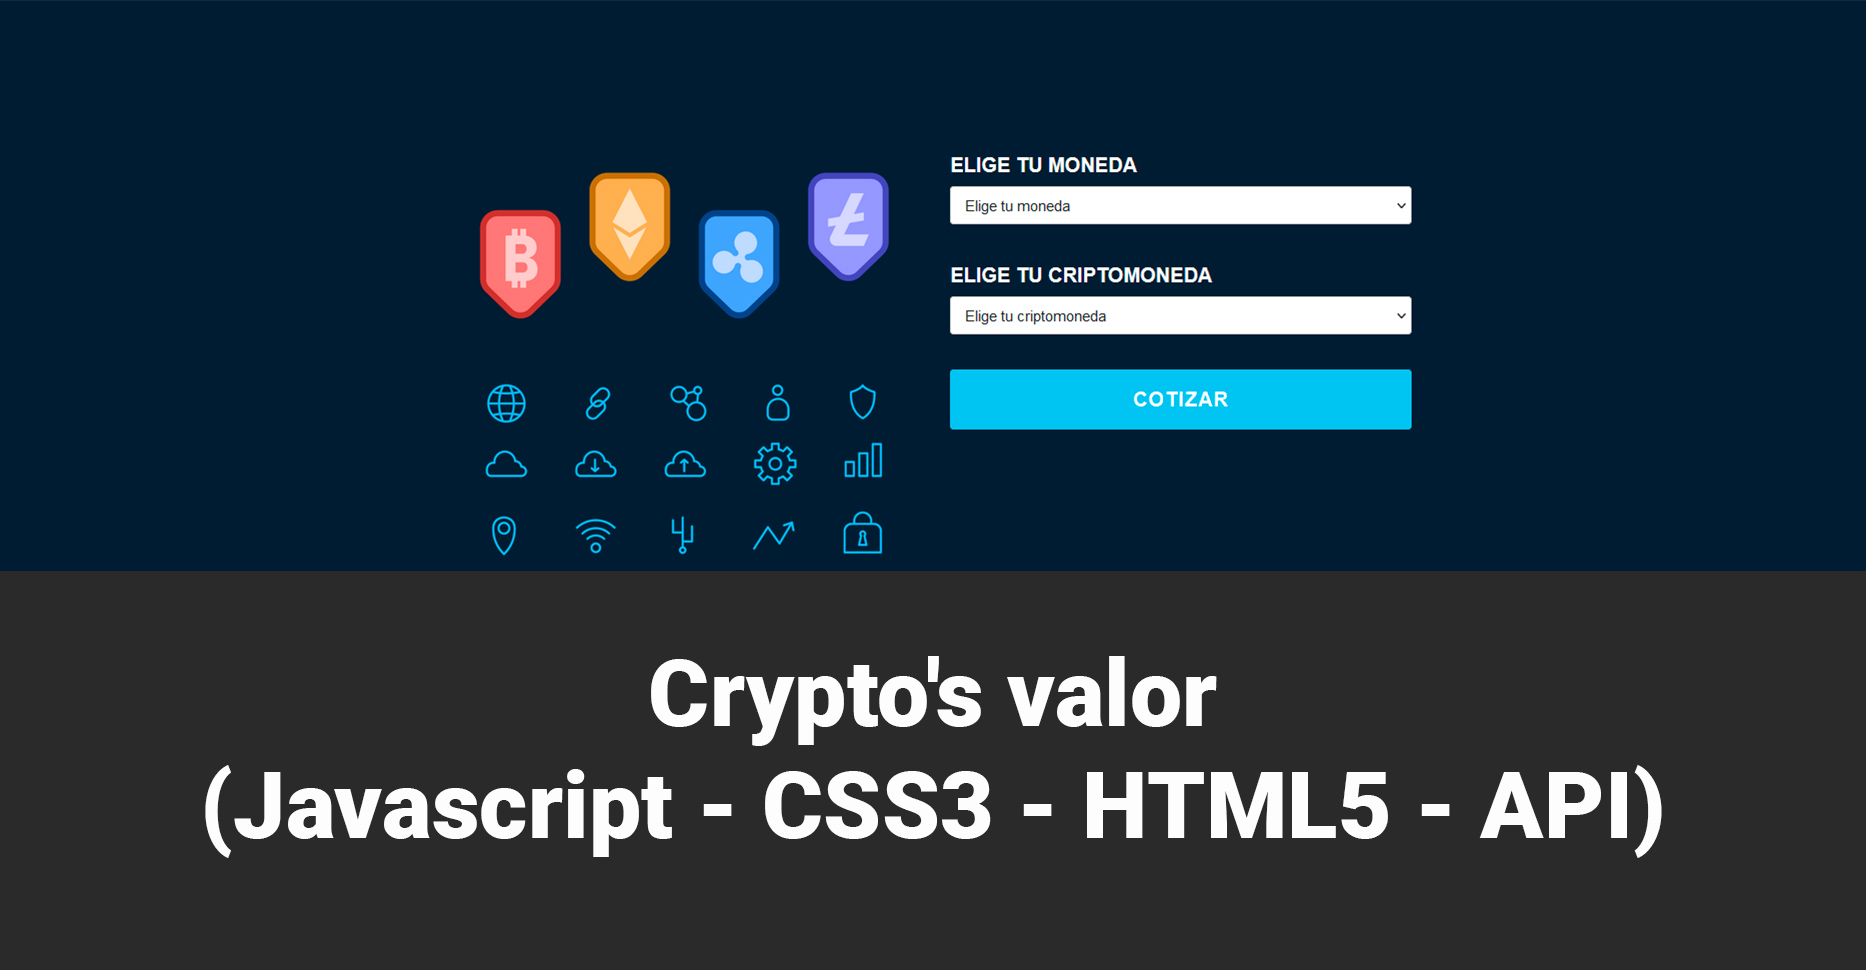 ELIGE TU MONEDA
Elige tu moneda
ELIGE TU CRIPTOMONEDA
Elige tu criptomoneda
COTIZAR
Crypto's valor
(Javascript - CSS3 - HTML5 - API)